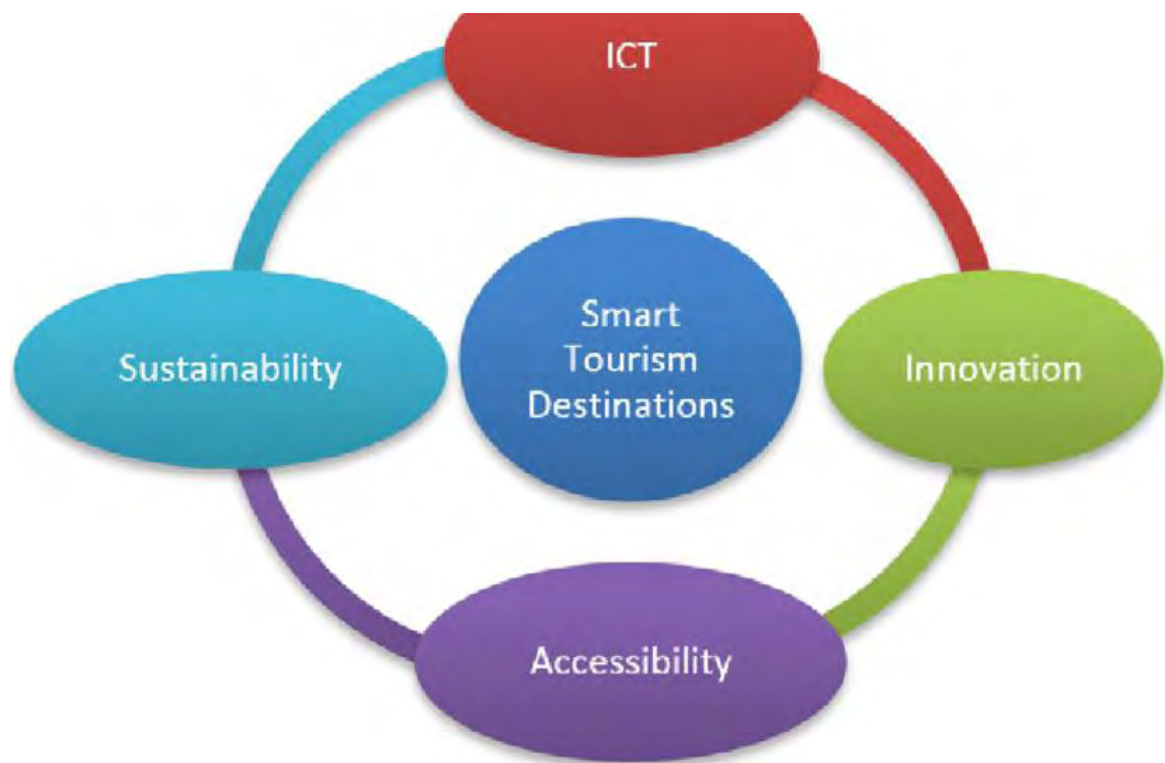 ICT
Smart
Tourism
Destinations
Sustainability
Innovation
Accessibility